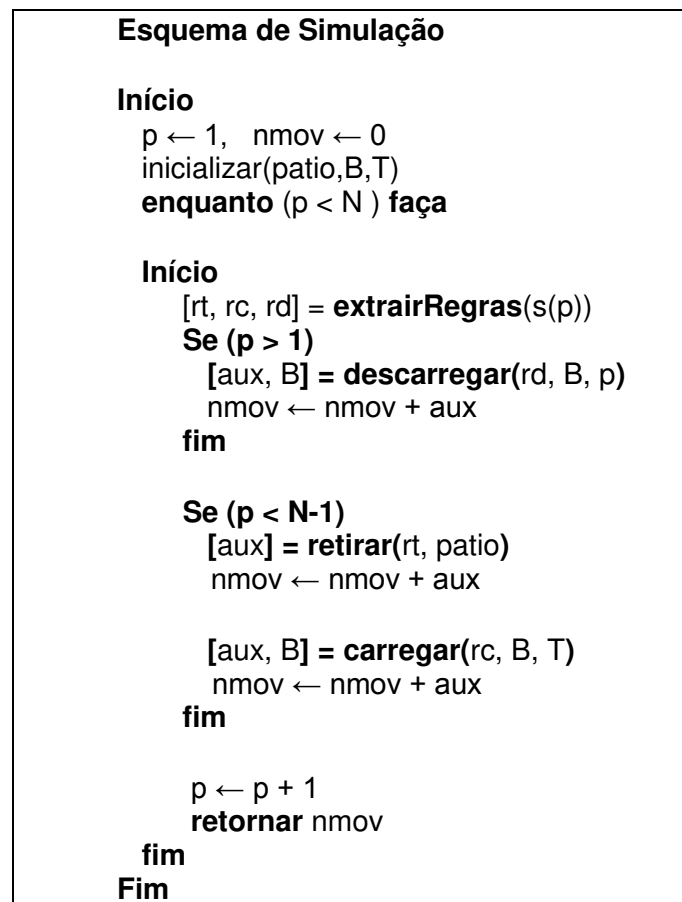 Esquema de Simulação
Início
p ← 1, nmov ← 0
inicializar(patio,B,T)
enquanto (p < N ) faça
Início
[rt, rc, rd] = extrairRegras(s(p))
Se (p > 1)
[aux, B] = descarregar(rd, B, p)
nmov ← nmov + aux
fim
Se (p < N-1)
[aux] = retirar(rt, patio)
nmov ← nmov + aux
[aux, B] = carregar(rc, B, T)
nmov ← nmov + aux
fim
p ← p + 1
retornar nmov
fim
Fim